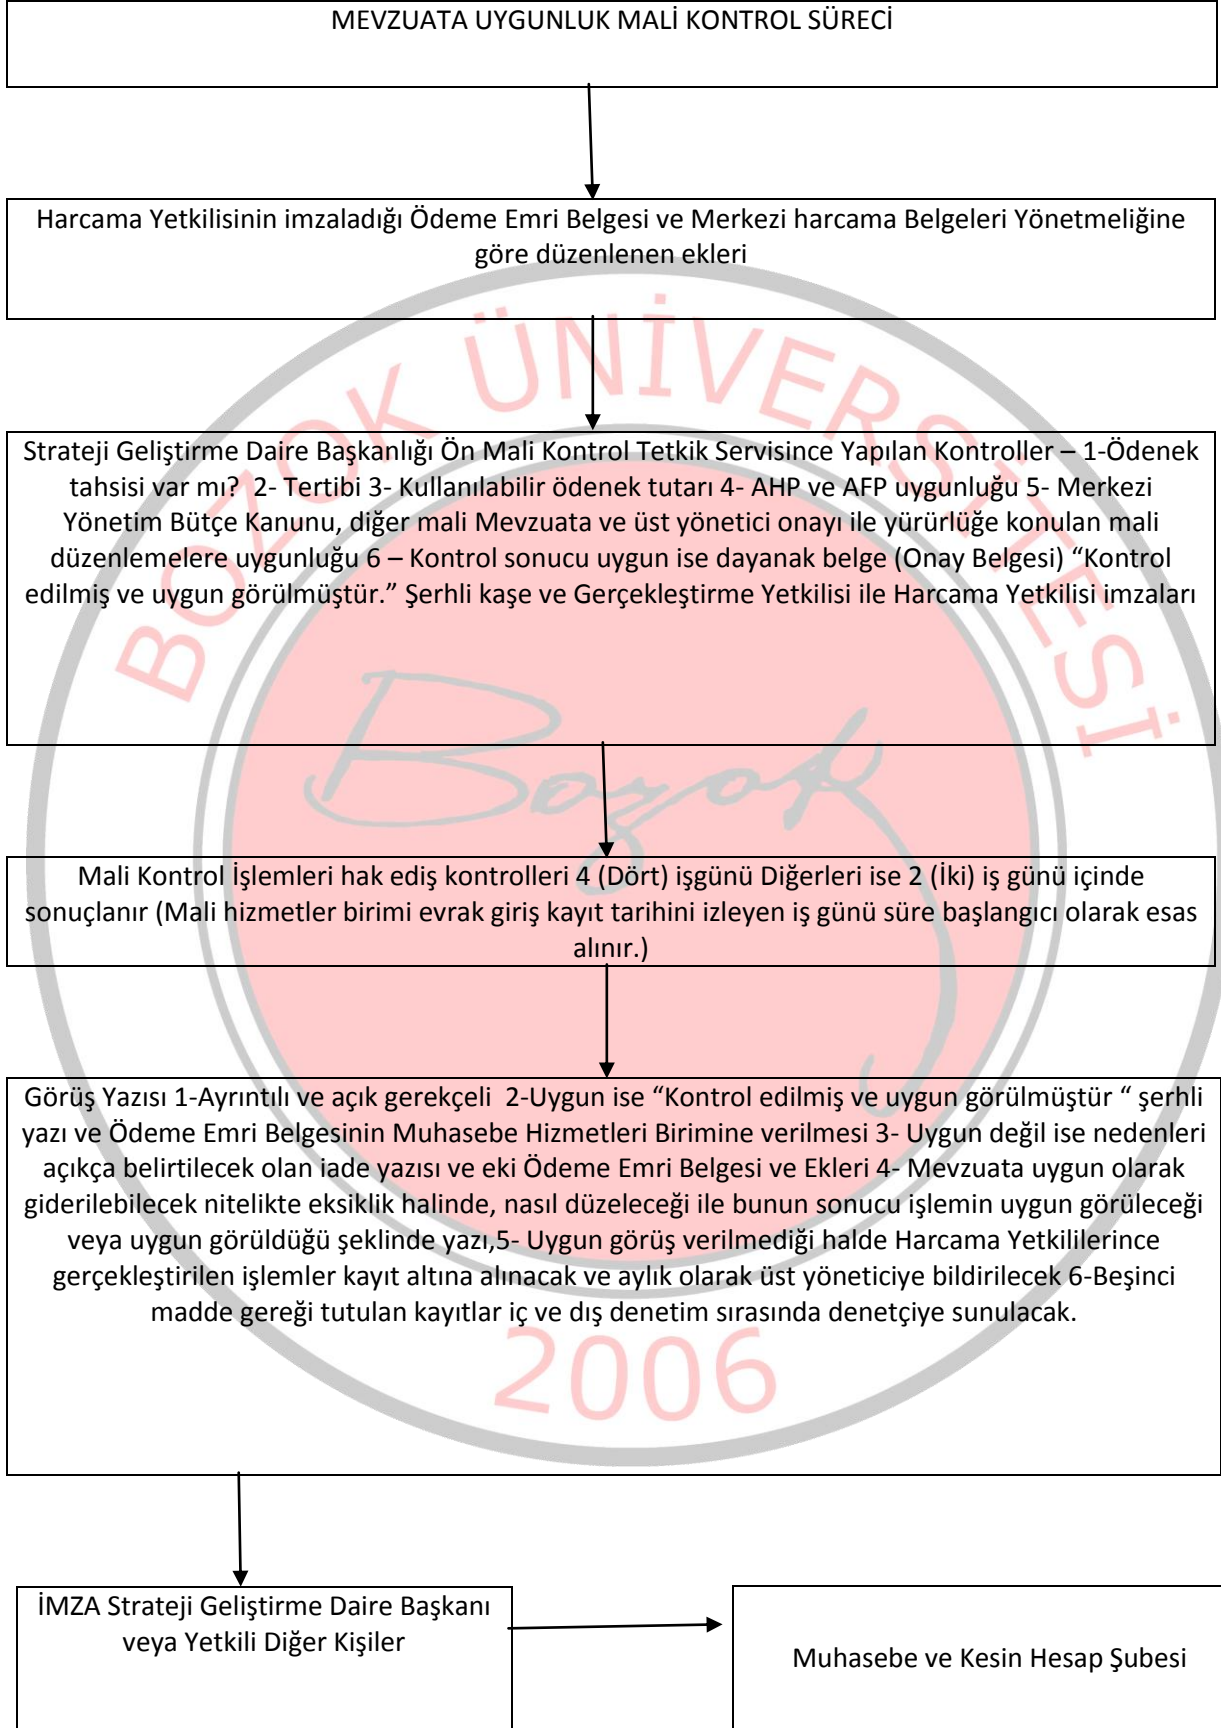 MEVZUATA UYGUNLUK MALİ KONTROL SÜRECİ
Harcama Yetkilisinin imzaladığı Ödeme Emri Belgesi ve Merkezi harcama Belgeleri Yönetmeliğine
göre düzenlenen ekleri
BOZOK ÜNİVERSİTESİ
Strateji Geliştirme Daire Başkanlığı Ön Mali Kontrol Tetkik Servisince Yapılan Kontroller – 1-Ödenek
tahsisi var mı?  2- Tertibi 3- Kullanılabilir ödenek tutarı 4- AHP ve AFP uygunluğu 5- Merkezi
Yönetim Bütçe Kanunu, diğer mali Mevzuata ve üst yönetici onayı ile yürürlüğe konulan mali
düzenlemelere uygunluğu 6 – Kontrol sonucu uygun ise dayanak belge (Onay Belgesi) “Kontrol
edilmiş ve uygun görülmüştür.” Şerhli kaşe ve Gerçekleştirme Yetkilisi ile Harcama Yetkilisi imzaları
Bozok
Mali Kontrol İşlemleri hak ediş kontrolleri 4 (Dört) işgünü Diğerleri ise 2 (İki) iş günü içinde
sonuçlanır (Mali hizmetler birimi evrak giriş kayıt tarihini izleyen iş günü süre başlangıcı olarak esas
alınır.)
Görüş Yazısı 1-Ayrıntılı ve açık gerekçeli  2-Uygun ise “Kontrol edilmiş ve uygun görülmüştür “ şerhli
yazı ve Ödeme Emri Belgesinin Muhasebe Hizmetleri Birimine verilmesi 3- Uygun değil ise nedenleri
açıkça belirtilecek olan iade yazısı ve eki Ödeme Emri Belgesi ve Ekleri 4- Mevzuata uygun olarak
giderilebilecek nitelikte eksiklik halinde, nasıl düzeleceği ile bunun sonucu işlemin uygun görüleceği
veya uygun görüldüğü şeklinde yazı,5- Uygun görüş verilmediği halde Harcama Yetkililerince
gerçekleştirilen işlemler kayıt altına alınacak ve aylık olarak üst yöneticiye bildirilecek 6-Beşinci
madde gereği tutulan kayıtlar iç ve dış denetim sırasında denetçiye sunulacak.
2006
İMZA Strateji Geliştirme Daire Başkanı
veya Yetkili Diğer Kişiler
Muhasebe ve Kesin Hesap Şubesi